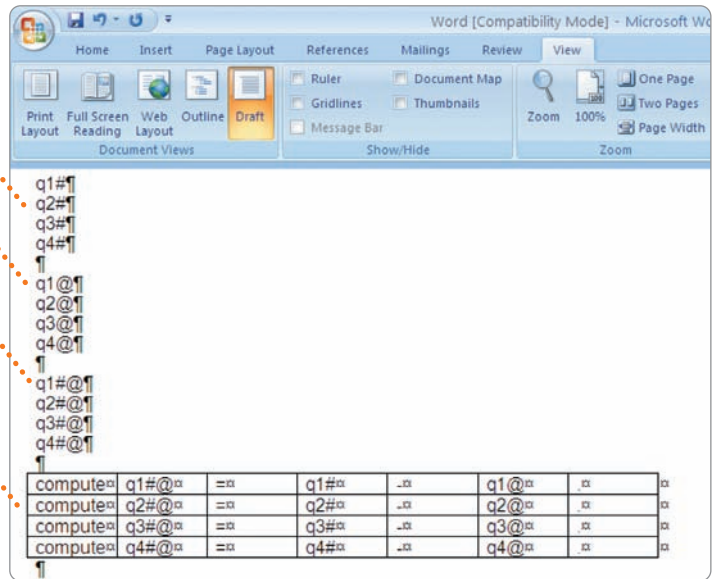 Word [Compatibility Mode] - Microsoft Wo
Home Insert Page Layout References Mailings Review View
Print Layout Full Screen Reading Web Layout Outline Draft
Ruler Document Map
Gridlines Thumbnails
Message Bar
Zoom 100% One Page
Two Pages
Page Width
Document Views Show/Hide Zoom
q1#¶
q2#¶
q3#¶
q4#¶
¶
q1@¶
q2@¶
q3@¶
q4@¶
¶
q1#@¶
q2#@¶
q3#@¶
q4#@¶
¶
compute¤ q1#@¤ =¤ q1#¤ -¤ q1@¤ .¤ ¤
compute¤ q2#@¤ =¤ q2#¤ -¤ q2@¤ .¤ ¤
compute¤ q3#@¤ =¤ q3#¤ -¤ q3@¤ .¤ ¤
compute¤ q4#@¤ =¤ q4#¤ -¤ q4@¤ .¤ ¤
¶